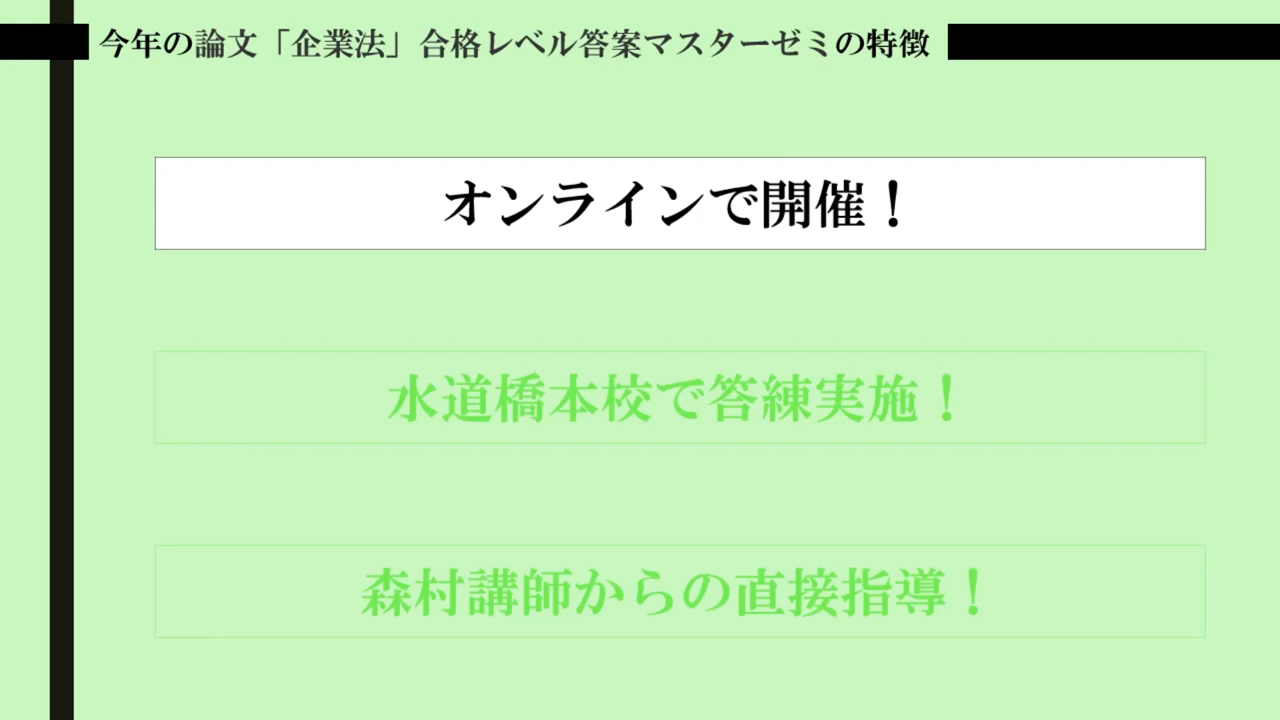 今年の論文「企業法」合格レベル答案マスターゼミの特徴
オンラインで開催！
水道橋本校で答練実施！
森村講師からの直接指導！